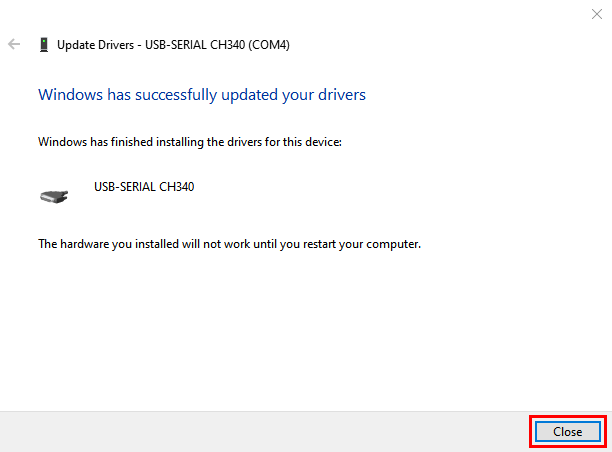 Update Drivers - USB-SERIAL CH340 (COM4)
Windows has successfully updated your drivers
Windows has finished installing the drivers for this device:
USB-SERIAL CH340
The hardware you installed will not work until you restart your computer.
Close